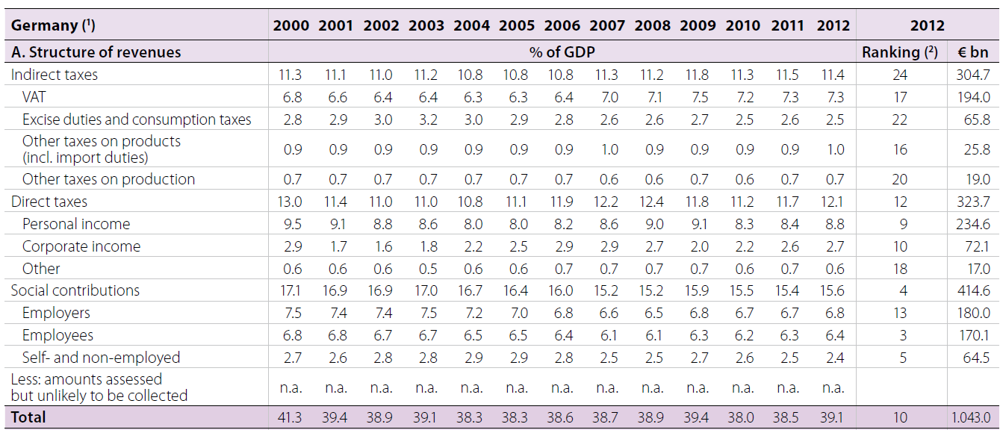 Germany (¹) 2000 2001 2002 2003 2004 2005 2006 2007 2008 2009 2010 2011 2012 2012
A. Structure of revenues % of GDP Ranking (²) € bn
Indirect taxes 11.3 11.1 11.0 11.2 10.8 10.8 10.8 11.3 11.2 11.8 11.3 11.5 11.4 24 304.7
VAT 6.8 6.6 6.4 6.4 6.3 6.3 6.4 7.0 7.1 7.5 7.2 7.3 7.3 17 194.0
Excise duties and consumption taxes 2.8 2.9 3.0 3.2 3.0 2.9 2.8 2.6 2.6 2.7 2.5 2.6 2.5 22 65.8
Other taxes on products
(incl. import duties) 0.9 0.9 0.9 0.9 0.9 0.9 0.9 1.0 0.9 0.9 0.9 0.9 1.0 16 25.8
Other taxes on production 0.7 0.7 0.7 0.7 0.7 0.7 0.7 0.6 0.6 0.7 0.6 0.7 0.7 20 19.0
Direct taxes 13.0 11.4 11.0 11.0 10.8 11.1 11.9 12.2 12.4 11.8 11.2 11.7 12.1 12 323.7
Personal income 9.5 9.1 8.8 8.6 8.0 8.0 8.2 8.6 9.0 9.1 8.3 8.4 8.8 9 234.6
Corporate income 2.9 1.7 1.6 1.8 2.2 2.5 2.9 2.9 2.7 2.0 2.2 2.6 2.7 10 72.1
Other 0.6 0.6 0.6 0.5 0.6 0.6 0.7 0.7 0.7 0.7 0.6 0.7 0.6 18 17.0
Social contributions 17.1 16.9 16.9 17.0 16.7 16.4 16.0 15.2 15.2 15.9 15.5 15.4 15.6 4 414.6
Employers 7.5 7.4 7.4 7.5 7.2 7.0 6.8 6.6 6.5 6.8 6.7 6.7 6.8 13 180.0
Employees 6.8 6.8 6.7 6.7 6.5 6.5 6.4 6.1 6.1 6.3 6.2 6.3 6.4 3 170.1
Self- and non-employed 2.7 2.6 2.8 2.8 2.9 2.9 2.8 2.5 2.5 2.7 2.6 2.5 2.4 5 64.5
Less: amounts assessed
but unlikely to be collected n.a. n.a. n.a. n.a. n.a. n.a. n.a. n.a. n.a. n.a. n.a. n.a. n.a.
Total 41.3 39.4 38.9 39.1 38.3 38.3 38.6 38.7 38.9 39.4 38.0 38.5 39.1 10 1.043.0